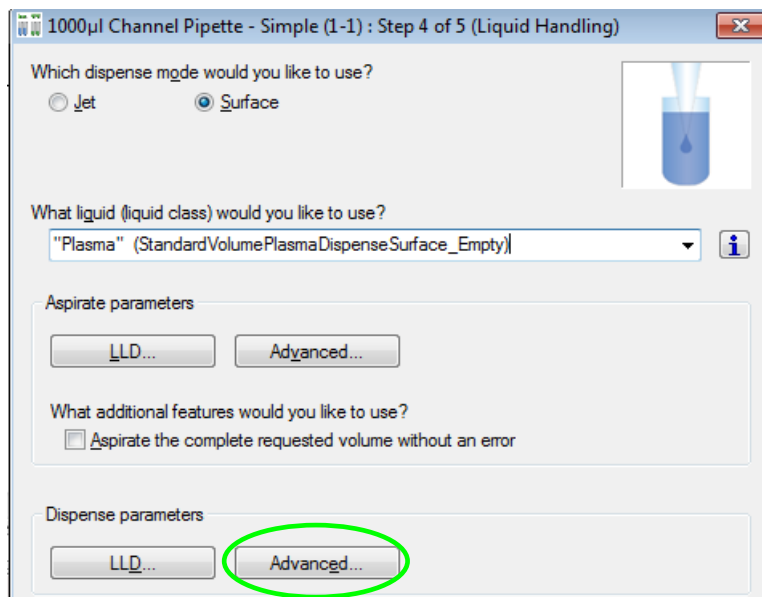 1000µl Channel Pipette - Simple (1-1) : Step 4 of 5 (Liquid Handling)
Which dispense mode would you like to use?
Jet Surface
What liquid (liquid class) would you like to use?
"Plasma" (StandardVolumePlasmaDispenseSurface_Empty)
Aspirate parameters
LLD... Advanced...
What additional features would you like to use?
Aspirate the complete requested volume without an error
Dispense parameters
LLD... Advanced...